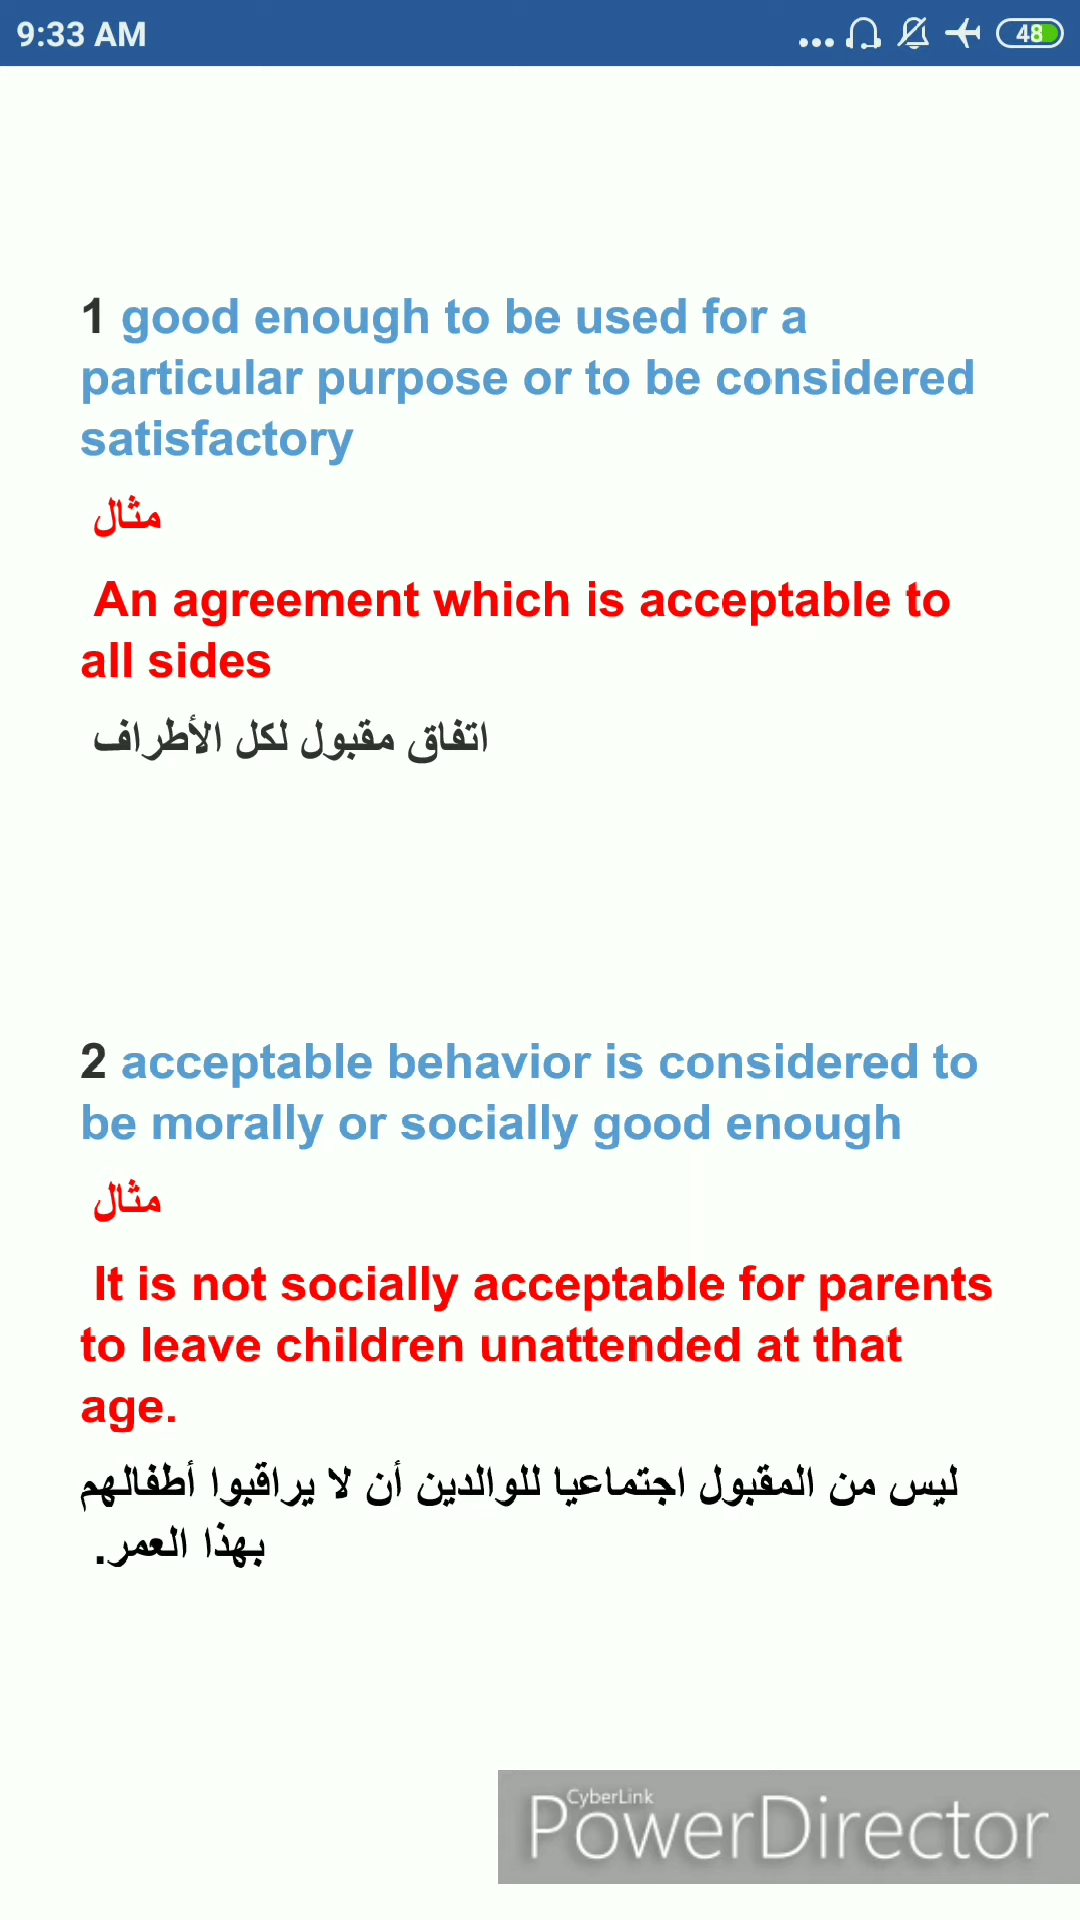 9:33 AM
48
1 good enough to be used for a
particular purpose or to be considered
satisfactory
مثال
An agreement which is acceptable to
all sides
اتفاق مقبول لكل الأطراف
2 acceptable behavior is considered to
be morally or socially good enough
مثال
It is not socially acceptable for parents
to leave children unattended at that
age.
ليس من المقبول اجتماعيا للوالدين أن لا يراقبوا أطفالهم
بهذا العمر.
CyberLink
PowerDirector